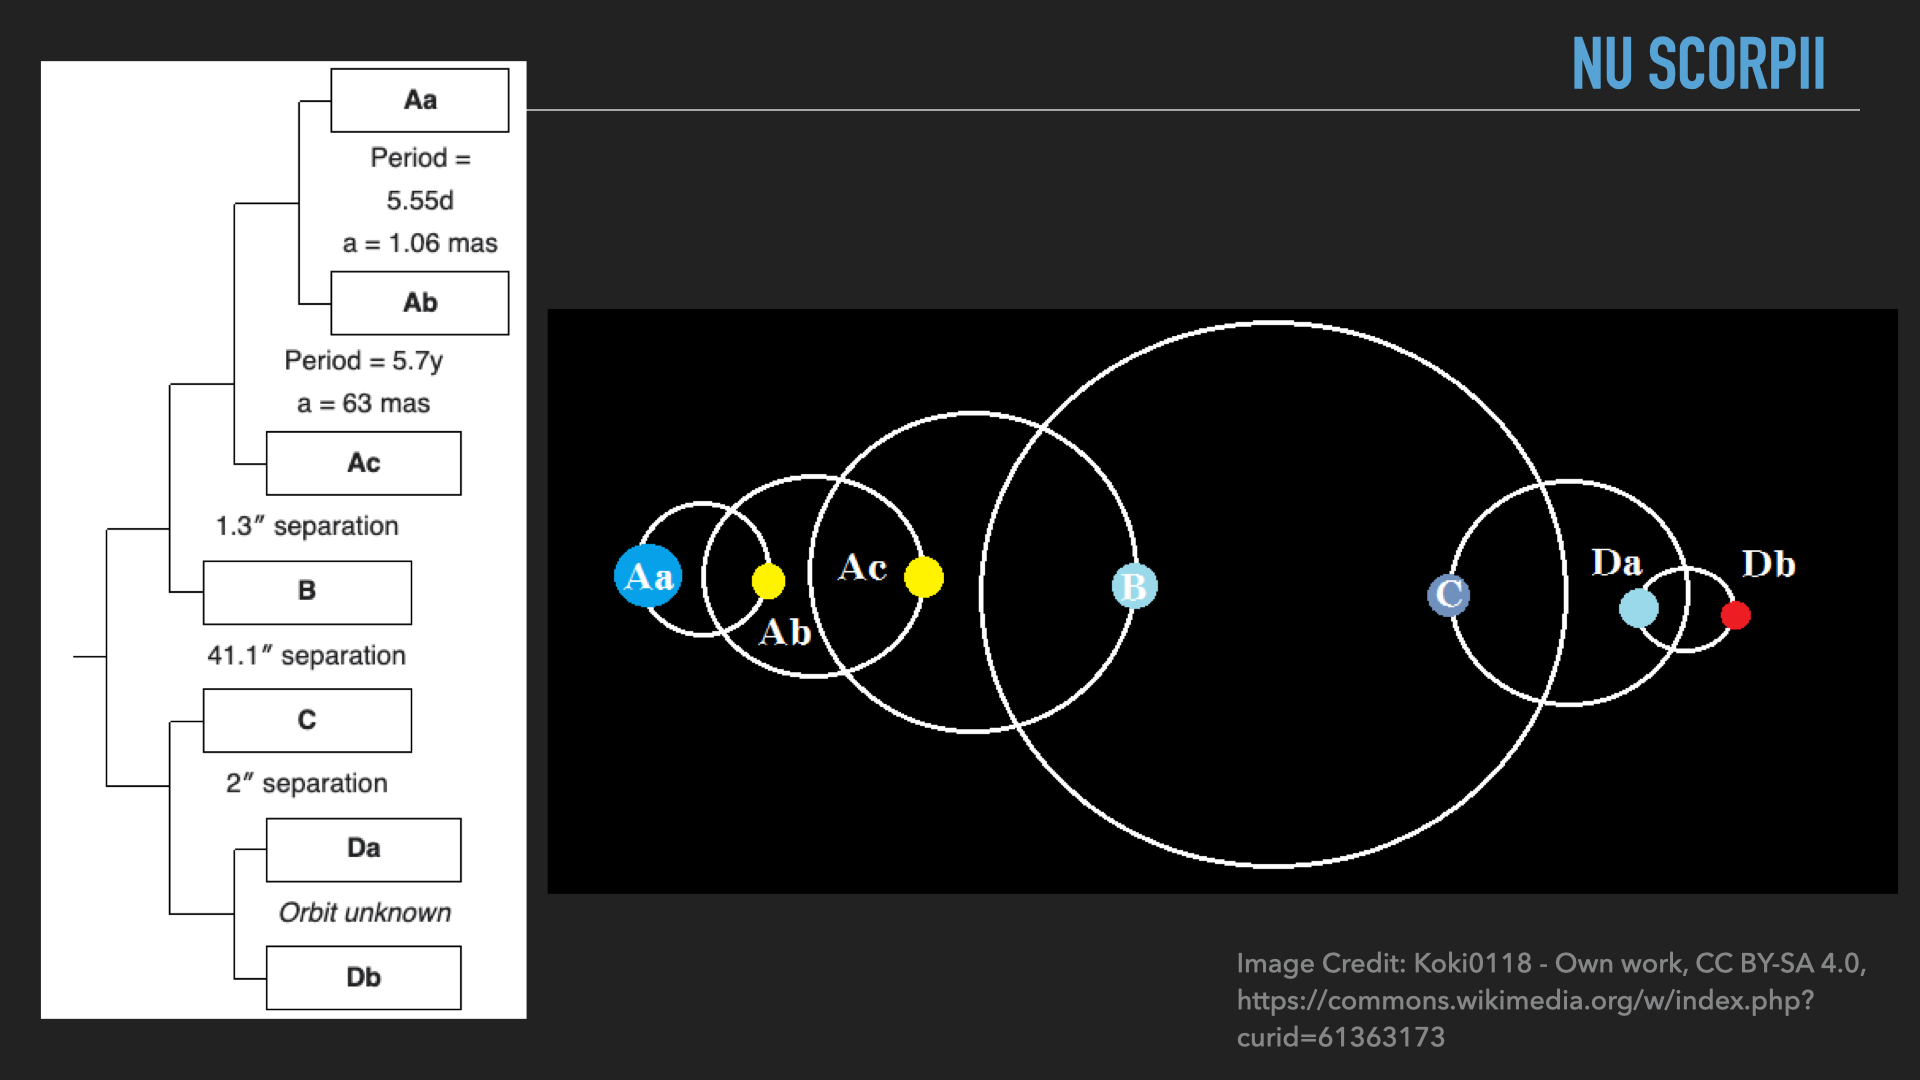 NU SCORPII
Aa
Period =
5.55d
a = 1.06 mas
Ab
Period = 5.7y
a = 63 mas
Ac
1.3″ separation
B
41.1″ separation
C
2″ separation
Da
Orbit unknown
Db
Aa
Ab
Ac
B
C
Da
Db
Image Credit: Koki0118 - Own work, CC BY-SA 4.0,
https://commons.wikimedia.org/w/index.php?
curid=61363173